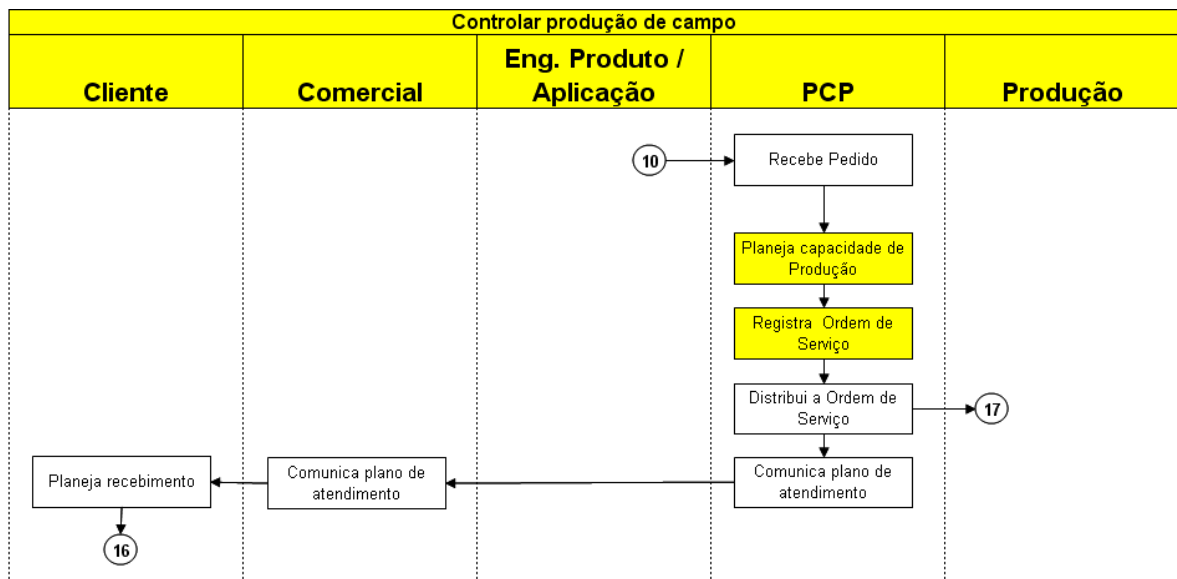 Controlar produção de campo
Cliente
Comercial
Eng. Produto /
Aplicação
PCP
Produção
10
Recebe Pedido
Planeja capacidade de
Produção
Registra Ordem de
Serviço
Distribui a Ordem de
Serviço
17
Planeja recebimento
Comunica plano de
atendimento
Comunica plano de
atendimento
16